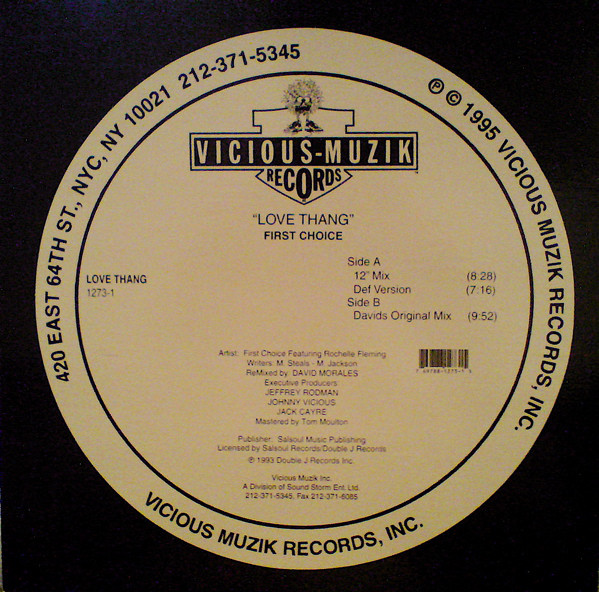 420 EAST 64TH ST., NYC, NY 10021 212-371-5345
Ⓟ © 1995 VICIOUS MUZIK RECORDS, INC.
VICIOUS-MUZIK
RECORDS
"LOVE THANG"
FIRST CHOICE
LOVE THANG
1273-1
Side A
12" Mix (8:28)
Def Version (7:16)
Side B
Davids Original Mix (9:52)
Artist: First Choice Featuring Rochelle Fleming
Writers: M. Steals - M. Jackson
ReMixed by: DAVID MORALES
Executive Producers
JEFFREY RODMAN
JOHNNY VICIOUS
JACK CAYRE
Mastered by Tom Moulton
Publisher: Salsoul Music Publishing
Licensed by Salsoul Records/Double J Records
Ⓟ 1993 Double J Records Inc.
Vicious Muzik Inc.
A Division of Sound Storm Ent. Ltd.
212-371-5345, Fax 212-371-6085
VICIOUS MUZIK RECORDS, INC.